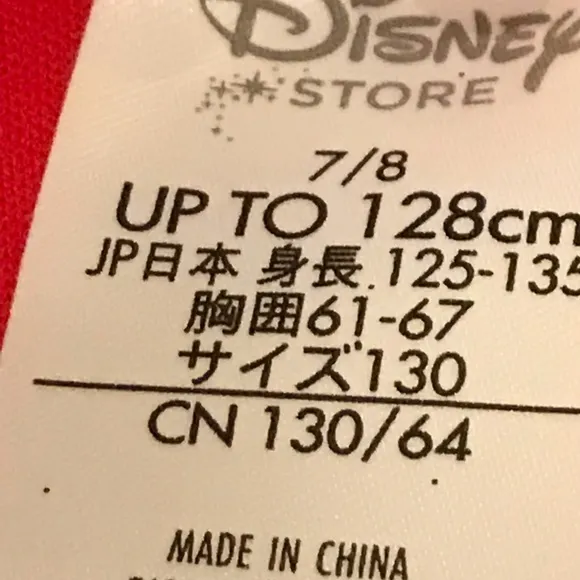 DISNEY
STORE
7/8
UP TO 128cm
JP日本 身長.125-135
胸囲61-67
サイズ130
CN 130/64
MADE IN CHINA